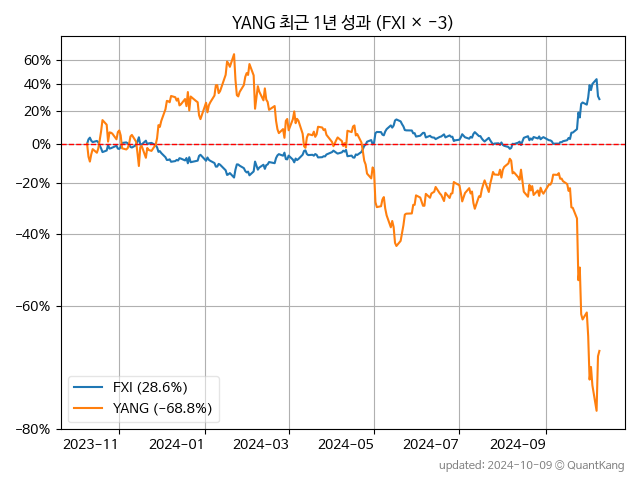 YANG 최근 1년 성과 (FXI × −3)
60%
40%
20%
0%
−20%
−40%
−60%
−80%
FXI (28.6%)
YANG (−68.8%)
2023-11 2024-01 2024-03 2024-05 2024-07 2024-09
updated: 2024-10-09 © QuantKang